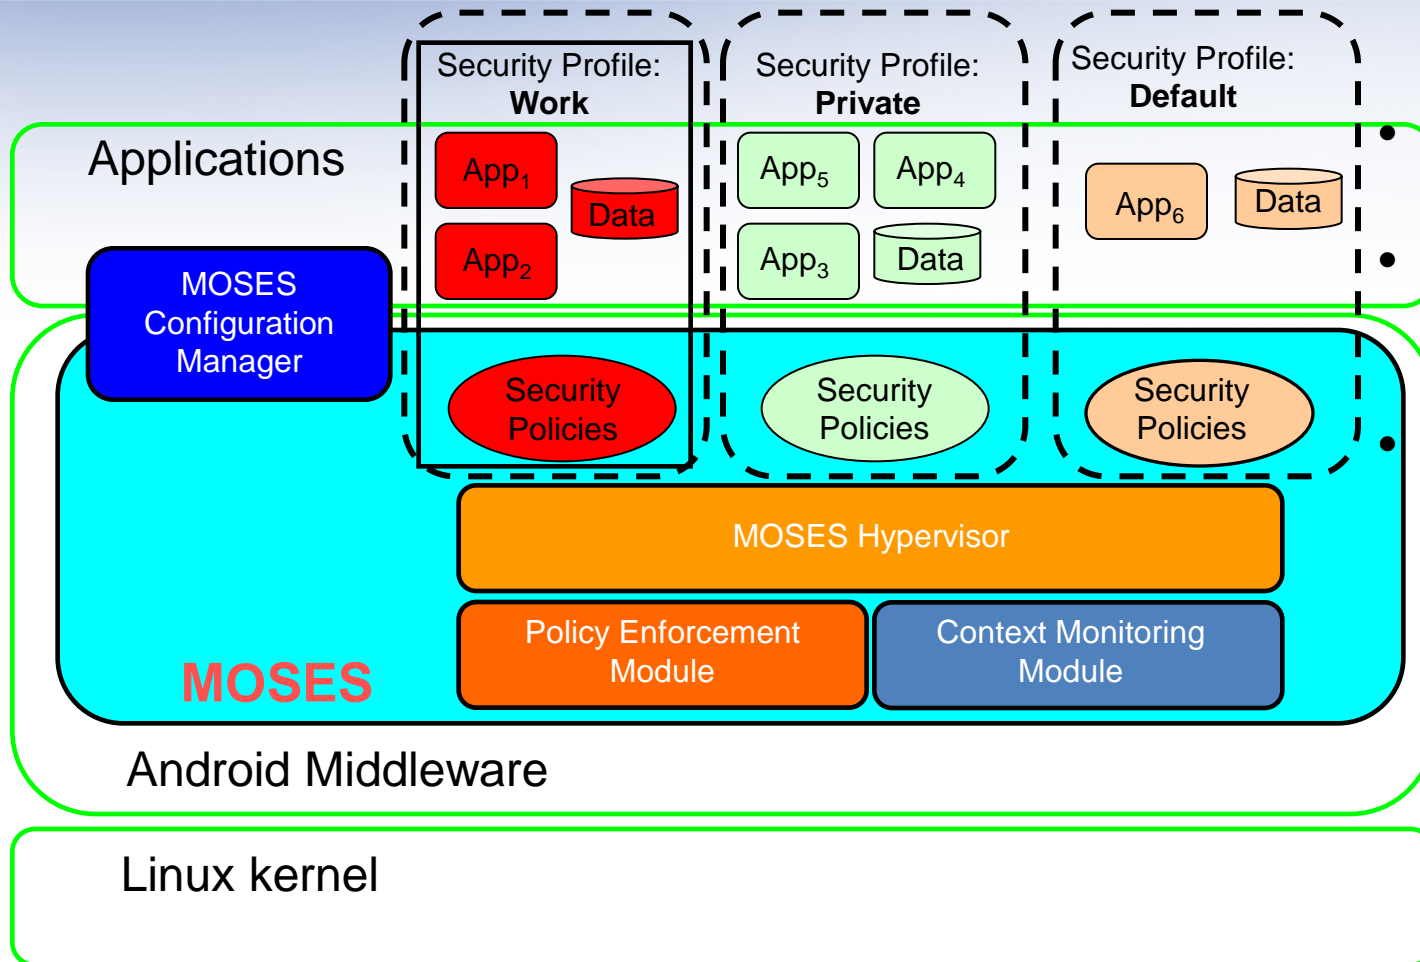 Security Profile:
Work
Security Profile:
Private
Security Profile:
Default
Applications
App1
App2
Data
App5
App4
App3
Data
App6
Data
•
•
MOSES
Configuration
Manager
Security
Policies
Security
Policies
Security
Policies
•
MOSES Hypervisor
Policy Enforcement
Module
Context Monitoring
Module
MOSES
Android Middleware
Linux kernel